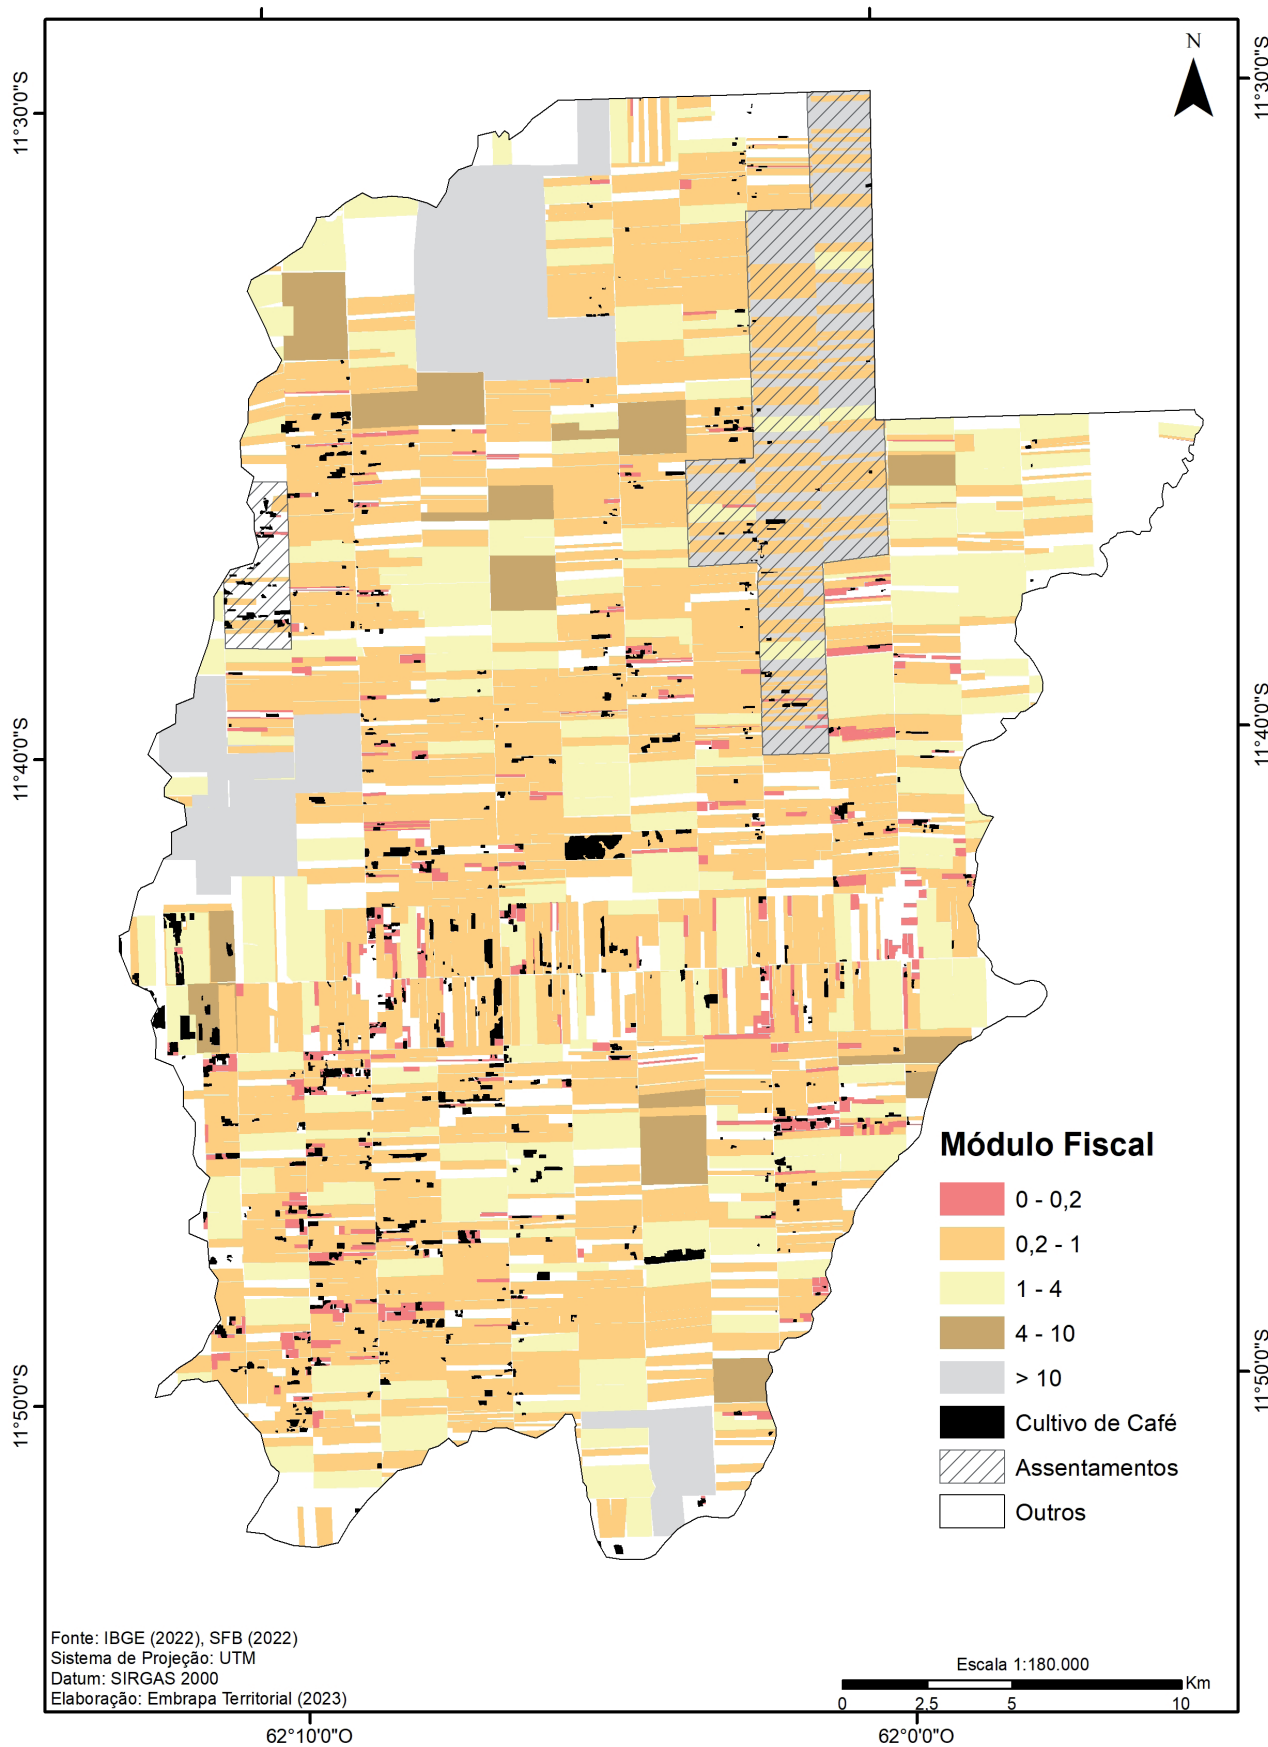 N
11°30'0"S
11°30'0"S
11°40'0"S
11°40'0"S
Módulo Fiscal
0 - 0,2
0,2 - 1
1 - 4
4 - 10
> 10
Cultivo de Café
Assentamentos
Outros
11°50'0"S
11°50'0"S
Fonte: IBGE (2022), SFB (2022)
Sistema de Projeção: UTM
Datum: SIRGAS 2000
Elaboração: Embrapa Territorial (2023)
Escala 1:180.000
Km
0 2,5 5 10
62°10'0"O 62°0'0"O